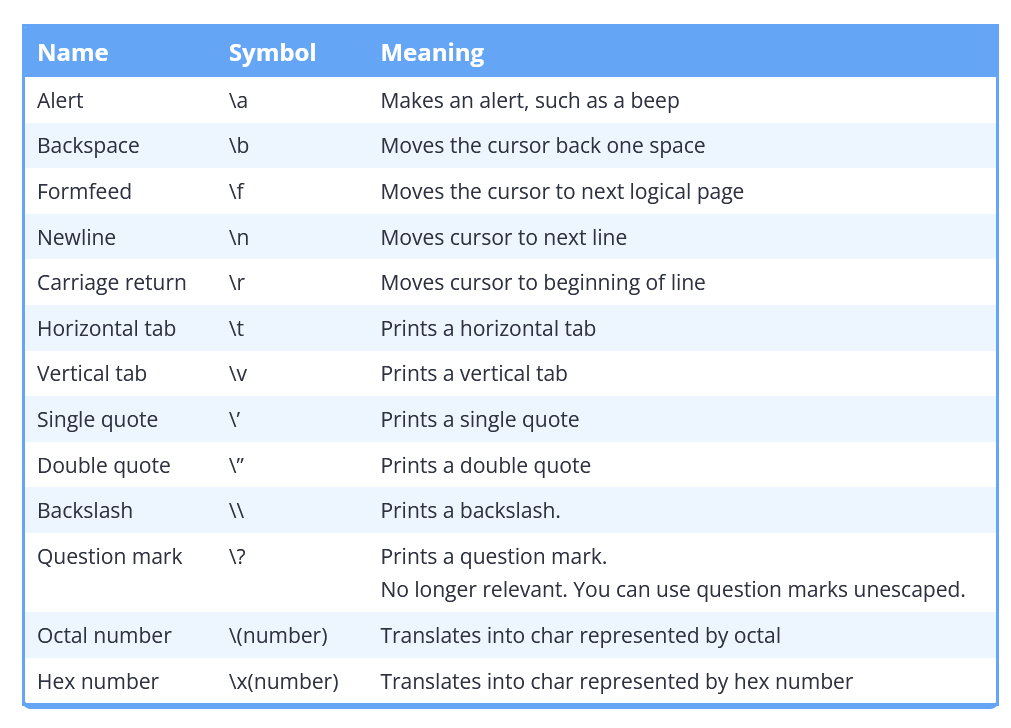 Name Symbol Meaning
Alert \a Makes an alert, such as a beep
Backspace \b Moves the cursor back one space
Formfeed \f Moves the cursor to next logical page
Newline \n Moves cursor to next line
Carriage return \r Moves cursor to beginning of line
Horizontal tab \t Prints a horizontal tab
Vertical tab \v Prints a vertical tab
Single quote \’ Prints a single quote
Double quote \” Prints a double quote
Backslash \\ Prints a backslash.
Question mark \? Prints a question mark.
No longer relevant. You can use question marks unescaped.
Octal number \(number) Translates into char represented by octal
Hex number \x(number) Translates into char represented by hex number